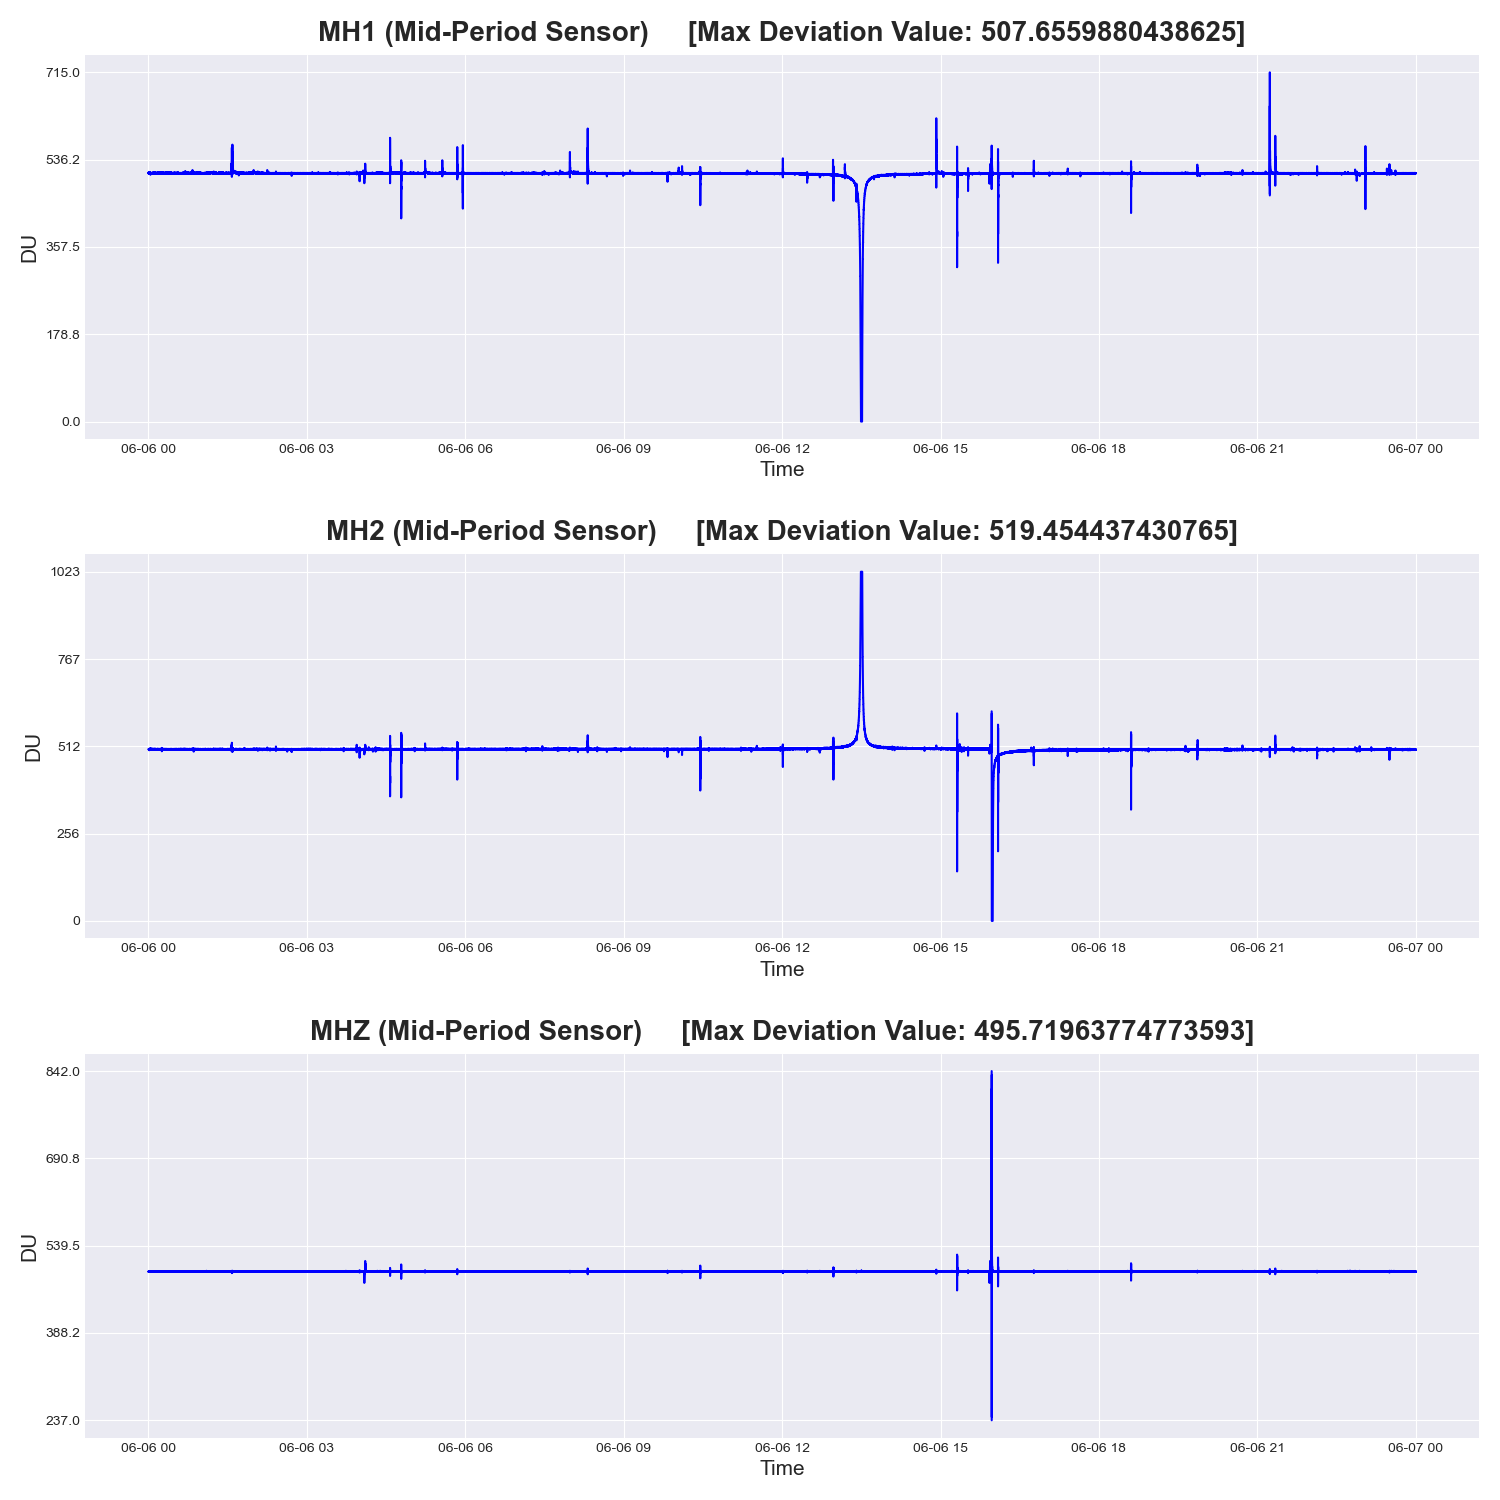 MH1 (Mid-Period Sensor) [Max Deviation Value: 507.6559880438625]
715.0
536.2
357.5
178.8
0.0
DU
06-06 00 06-06 03 06-06 06 06-06 09 06-06 12 06-06 15 06-06 18 06-06 21 06-07 00
Time
MH2 (Mid-Period Sensor) [Max Deviation Value: 519.454437430765]
1023
767
512
256
0
DU
06-06 00 06-06 03 06-06 06 06-06 09 06-06 12 06-06 15 06-06 18 06-06 21 06-07 00
Time
MHZ (Mid-Period Sensor) [Max Deviation Value: 495.71963774773593]
842.0
690.8
539.5
388.2
237.0
DU
06-06 00 06-06 03 06-06 06 06-06 09 06-06 12 06-06 15 06-06 18 06-06 21 06-07 00
Time